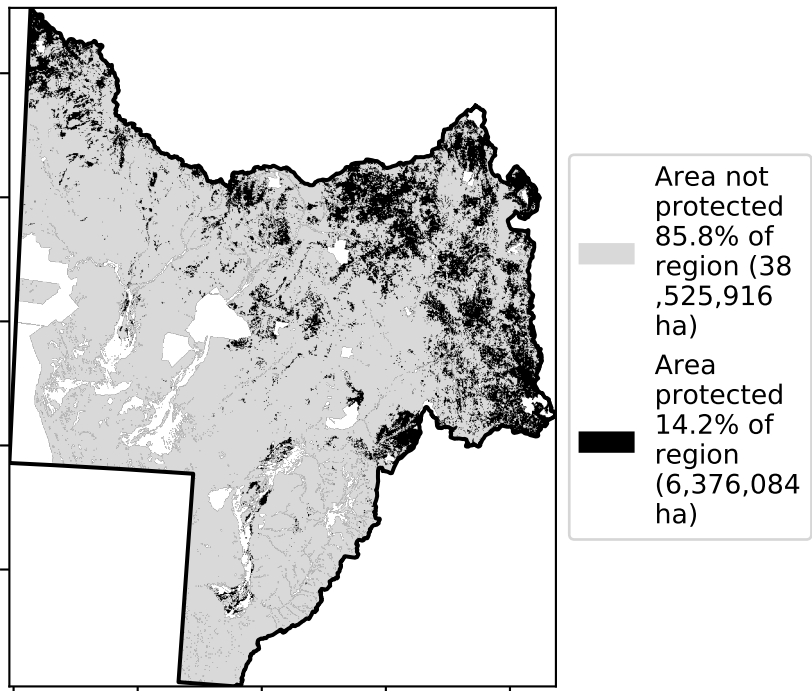 Area not
protected
85.8% of
region (38
,525,916
ha)
Area
protected
14.2% of
region
(6,376,084
ha)